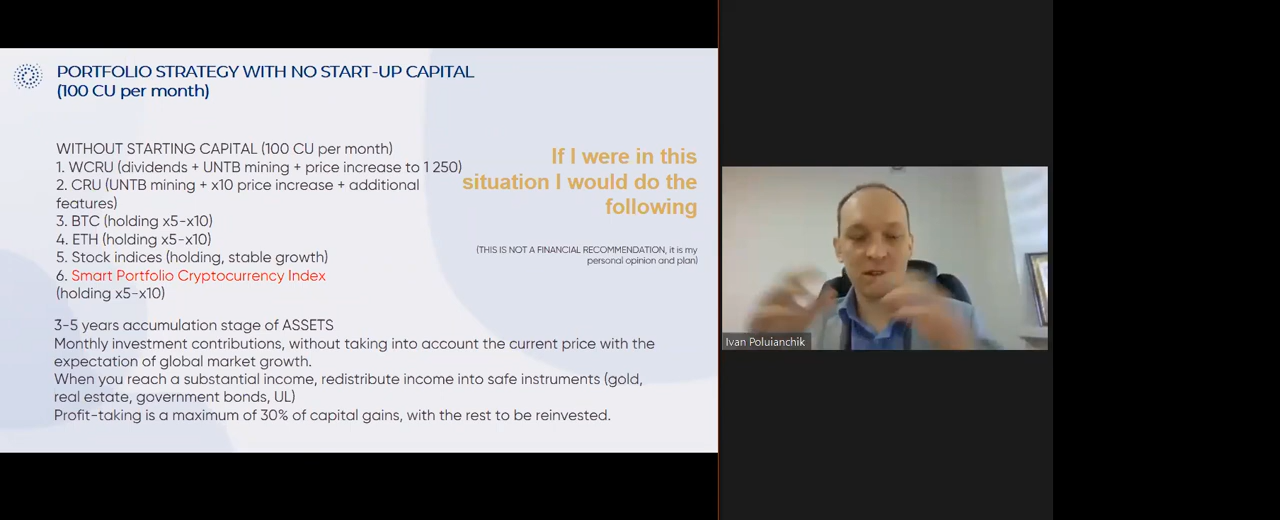 PORTFOLIO STRATEGY WITH NO START-UP CAPITAL
(100 CU per month)
WITHOUT STARTING CAPITAL (100 CU per month)
1. WCRU (dividends + UNTB mining + price increase to 1 250)
2. CRU (UNTB mining + x10 price increase + additional
features)
3. BTC (holding x5-x10)
4. ETH (holding x5-x10)
5. Stock indices (holding, stable growth)
6. Smart Portfolio Cryptocurrency Index
(holding x5-x10)
3-5 years accumulation stage of ASSETS
Monthly investment contributions, without taking into account the current price with the
expectation of global market growth.
When you reach a substantial income, redistribute income into safe instruments (gold,
real estate, government bonds, UL)
Profit-taking is a maximum of 30% of capital gains, with the rest to be reinvested.
If I were in this
situation I would do the
following
(THIS IS NOT A FINANCIAL RECOMMENDATION, it is my
personal opinion and plan)
Ivan Poluianchik